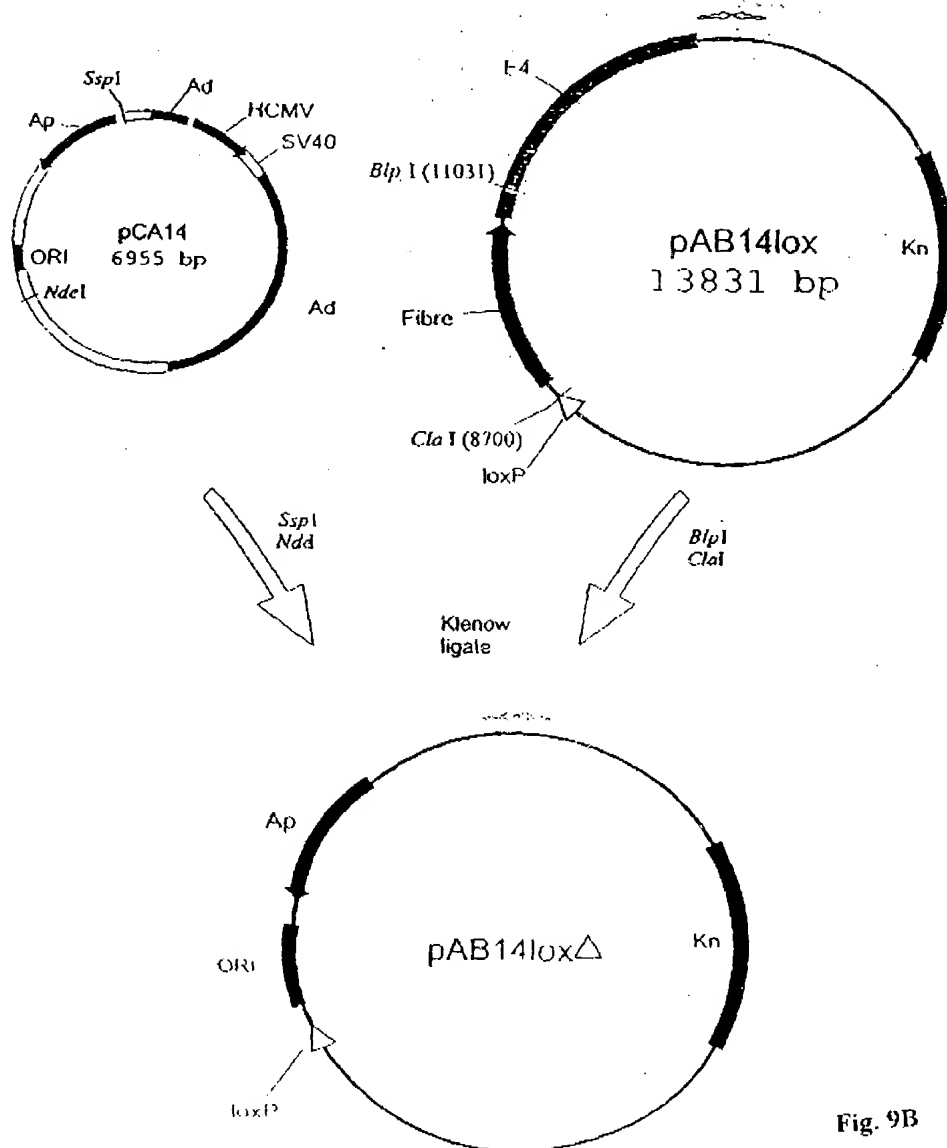 SspI
Ad
HCMV
Ap
SV40
pCA14
6955 bp
ORI
NdeI
Ad
E4
BlpI (11031)
pAB14lox
13831 bp
Kn
Fibre
ClaI (8700)
loxP
SspI
NdeI
BlpI
ClaI
Klenow
ligate
Ap
pAB14lox△
Kn
ORI
loxP
Fig. 9B